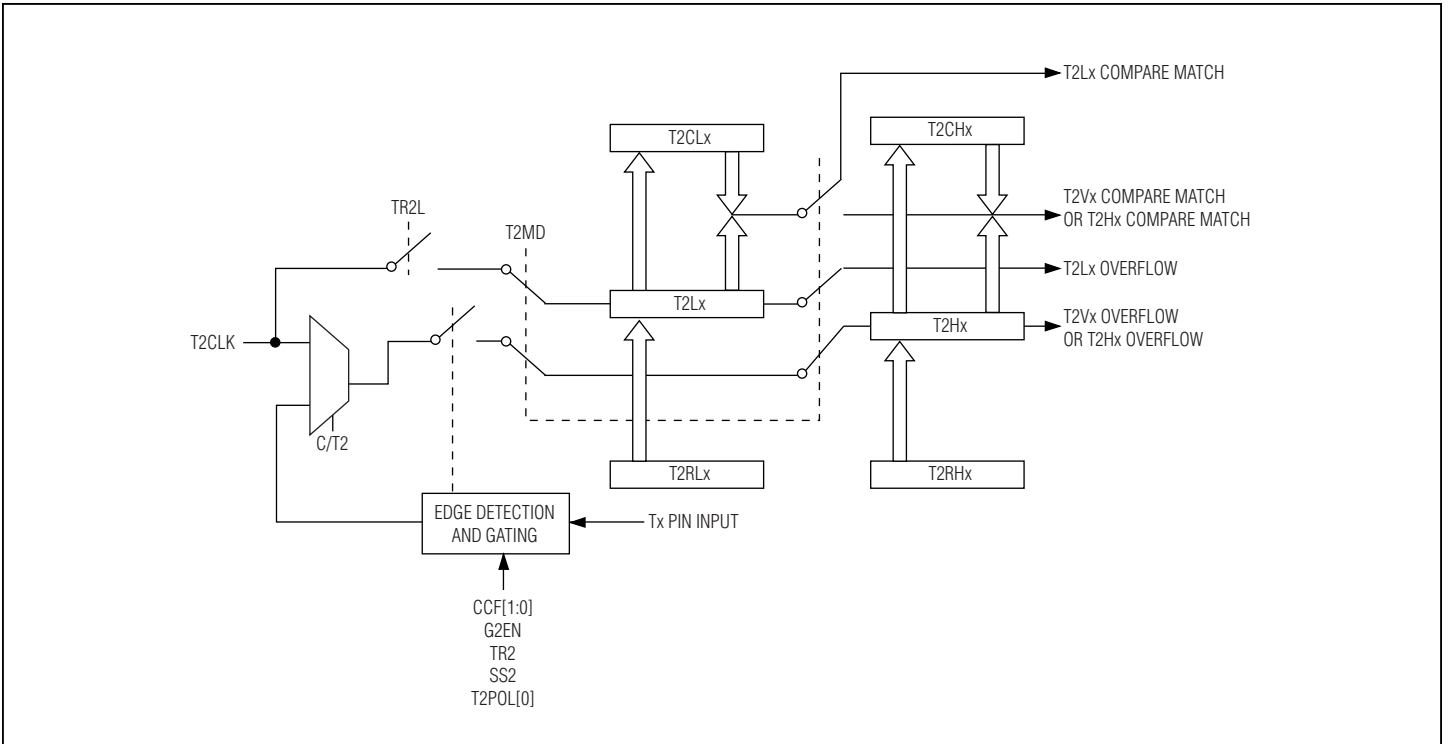 T2Lx COMPARE MATCH
T2CLx
T2CHx
T2Vx COMPARE MATCH
OR T2Hx COMPARE MATCH
TR2L
T2MD
T2Lx OVERFLOW
T2Lx
T2Hx
T2Vx OVERFLOW
OR T2Hx OVERFLOW
T2CLK
C/T2
T2RLx
T2RHx
EDGE DETECTION
AND GATING
Tx PIN INPUT
CCF[1:0]
G2EN
TR2
SS2
T2POL[0]